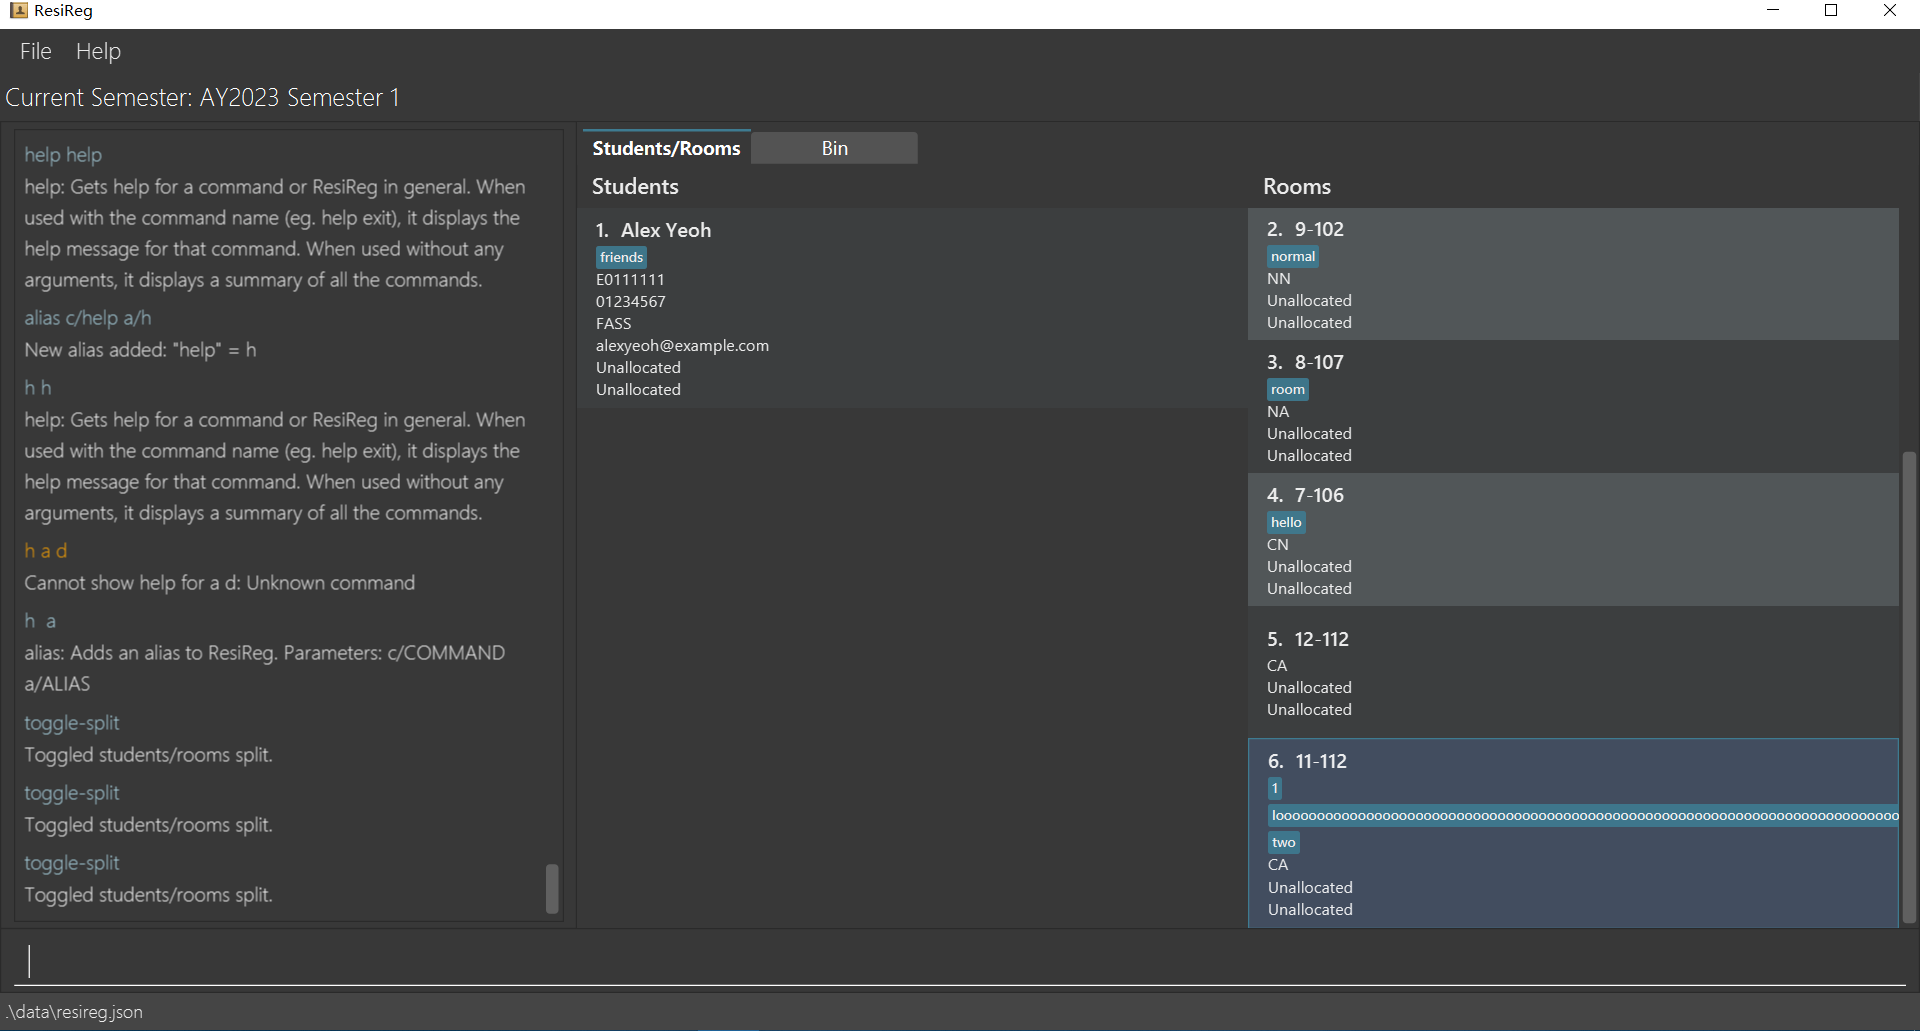 ResiReg
File Help
Current Semester: AY2023 Semester 1
help help
help: Gets help for a command or ResiReg in general. When
used with the command name (eg. help exit), it displays the
help message for that command. When used without any
arguments, it displays a summary of all the commands.
alias c/help a/h
New alias added: "help" = h
h h
help: Gets help for a command or ResiReg in general. When
used with the command name (eg. help exit), it displays the
help message for that command. When used without any
arguments, it displays a summary of all the commands.
h a d
Cannot show help for a d: Unknown command
h  a
alias: Adds an alias to ResiReg. Parameters: c/COMMAND
a/ALIAS
toggle-split
Toggled students/rooms split.
toggle-split
Toggled students/rooms split.
toggle-split
Toggled students/rooms split.
Students/Rooms Bin
Students
1. Alex Yeoh
friends
E0111111
01234567
FASS
alexyeoh@example.com
Unallocated
Unallocated
Rooms
2. 9-102
normal
NN
Unallocated
Unallocated
3. 8-107
room
NA
Unallocated
Unallocated
4. 7-106
hello
CN
Unallocated
Unallocated
5. 12-112
CA
Unallocated
Unallocated
6. 11-112
1
two
CA
Unallocated
Unallocated
.\data\resireg.json